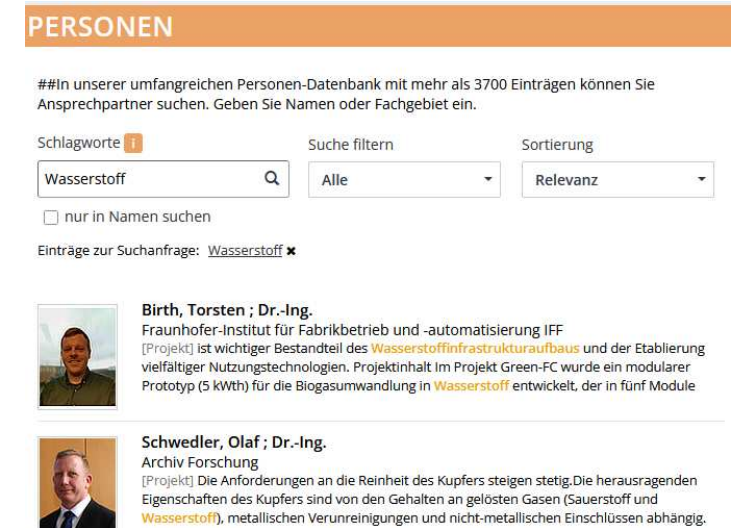 PERSONEN
##In unserer umfangreichen Personen-Datenbank mit mehr als 3700 Einträgen können Sie
Ansprechpartner suchen. Geben Sie Namen oder Fachgebiet ein.
Schlagworte i
Suche filtern
Sortierung
Wasserstoff
Alle
Relevanz
nur in Namen suchen
Einträge zur Suchanfrage: Wasserstoff ✖
Birth, Torsten ; Dr.-Ing.
Fraunhofer-Institut für Fabrikbetrieb und -automatisierung IFF
[Projekt] ist wichtiger Bestandteil des Wasserstoffinfrastrukturaufbaus und der Etablierung
vielfältiger Nutzungstechnologien. Projektinhalt Im Projekt Green-FC wurde ein modularer
Prototyp (5 kWth) für die Biogasumwandlung in Wasserstoff entwickelt, der in fünf Module
Schwedler, Olaf ; Dr.-Ing.
Archiv Forschung
[Projekt] Die Anforderungen an die Reinheit des Kupfers steigen stetig.Die herausragenden
Eigenschaften des Kupfers sind von den Gehalten an gelösten Gasen (Sauerstoff und
Wasserstoff), metallischen Verunreinigungen und nicht-metallischen Einschlüssen abhängig.